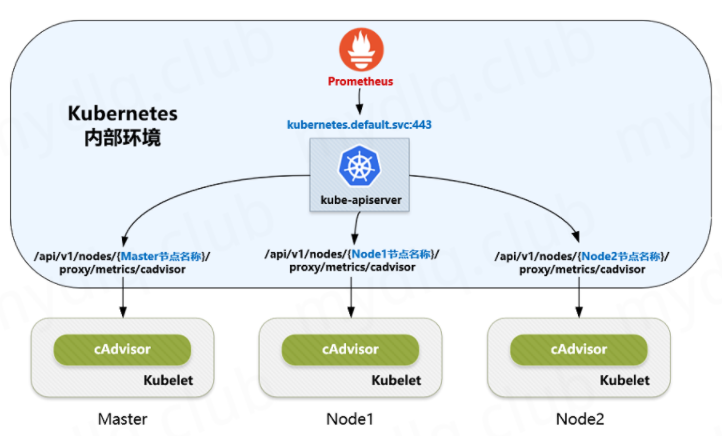 Prometheus
Kubernetes
内部环境
kubernetes.default.svc:443
kube-apiserver
/api/v1/nodes/{Master节点名称}/
proxy/metrics/cadvisor
/api/v1/nodes/{Node1节点名称}/
proxy/metrics/cadvisor
/api/v1/nodes/{Node2节点名称}/
proxy/metrics/cadvisor
cAdvisor
Kubelet
cAdvisor
Kubelet
cAdvisor
Kubelet
Master
Node1
Node2
mydlq.club